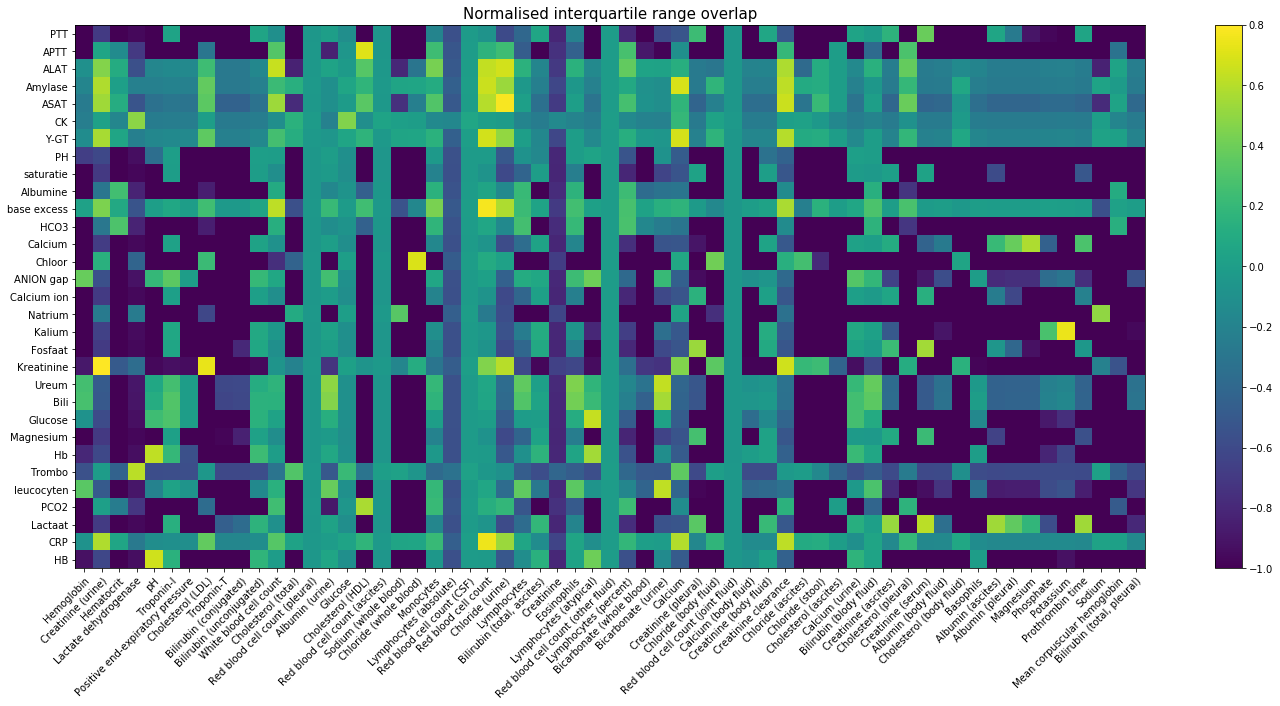 Normalised interquartile range overlap
PTT
APTT
ALAT
Amylase
ASAT
CK
Y-GT
PH
saturatie
Albumine
base excess
HCO3
Calcium
Chloor
ANION gap
Calcium ion
Natrium
Kalium
Fosfaat
Kreatinine
Ureum
Bili
Glucose
Magnesium
Hb
Trombo
leucocyten
PCO2
Lactaat
CRP
HB
Hemoglobin
Creatinine (urine)
Hematocrit
Lactate dehydrogenase
pH
Troponin-I
Positive end-expiratory pressure
Cholesterol (LDL)
Troponin-T
Bilirubin (conjugated)
Bilirubin (unconjugated)
White blood cell count
Cholesterol (total)
Red blood cell count (pleural)
Albumin (urine)
Glucose
Cholesterol (HDL)
Red blood cell count (ascites)
Sodium (whole blood)
Chloride (whole blood)
Monocytes
Lymphocytes (absolute)
Red blood cell count (CSF)
Red blood cell count
Chloride (urine)
Lymphocytes
Bilirubin (total, ascites)
Creatinine
Eosinophils
Lymphocytes (atypical)
Red blood cell count (other fluid)
Lymphocytes (percent)
Bicarbonate (whole blood)
Bicarbonate (urine)
Calcium
Creatinine (pleural)
Chloride (body fluid)
Red blood cell count (joint fluid)
Calcium (body fluid)
Creatinine (body fluid)
Creatinine clearance
Chloride (ascites)
Chloride (stool)
Cholesterol (ascites)
Calcium (urine)
Bilirubin (body fluid)
Creatinine (ascites)
Cholesterol (pleural)
Creatinine (serum)
Albumin (body fluid)
Cholesterol (body fluid)
Basophils
Albumin (ascites)
Albumin (pleural)
Magnesium
Phosphate
Potassium
Prothrombin time
Sodium
Mean corpuscular hemoglobin
Bilirubin (total, pleural)
0.8
0.6
0.4
0.2
0.0
−0.2
−0.4
−0.6
−0.8
−1.0